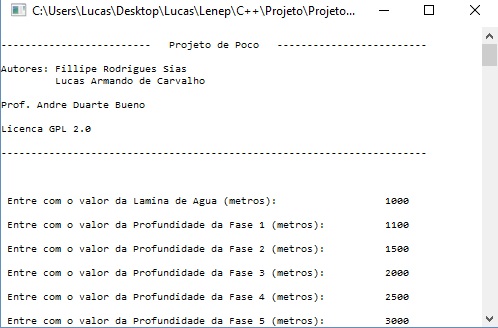 C:\Users\Lucas\Desktop\Lucas\Lenep\C++\Projeto\Projeto...
------------------------- Projeto de Poco -------------------------
Autores: Fillipe Rodrigues Sias
Lucas Armando de Carvalho
Prof. Andre Duarte Bueno
Licenca GPL 2.0
-----------------------------------------------------------------------
Entre com o valor da Lamina de Agua (metros): 1000
Entre com o valor da Profundidade da Fase 1 (metros): 1100
Entre com o valor da Profundidade da Fase 2 (metros): 1500
Entre com o valor da Profundidade da Fase 3 (metros): 2000
Entre com o valor da Profundidade da Fase 4 (metros): 2500
Entre com o valor da Profundidade da Fase 5 (metros): 3000